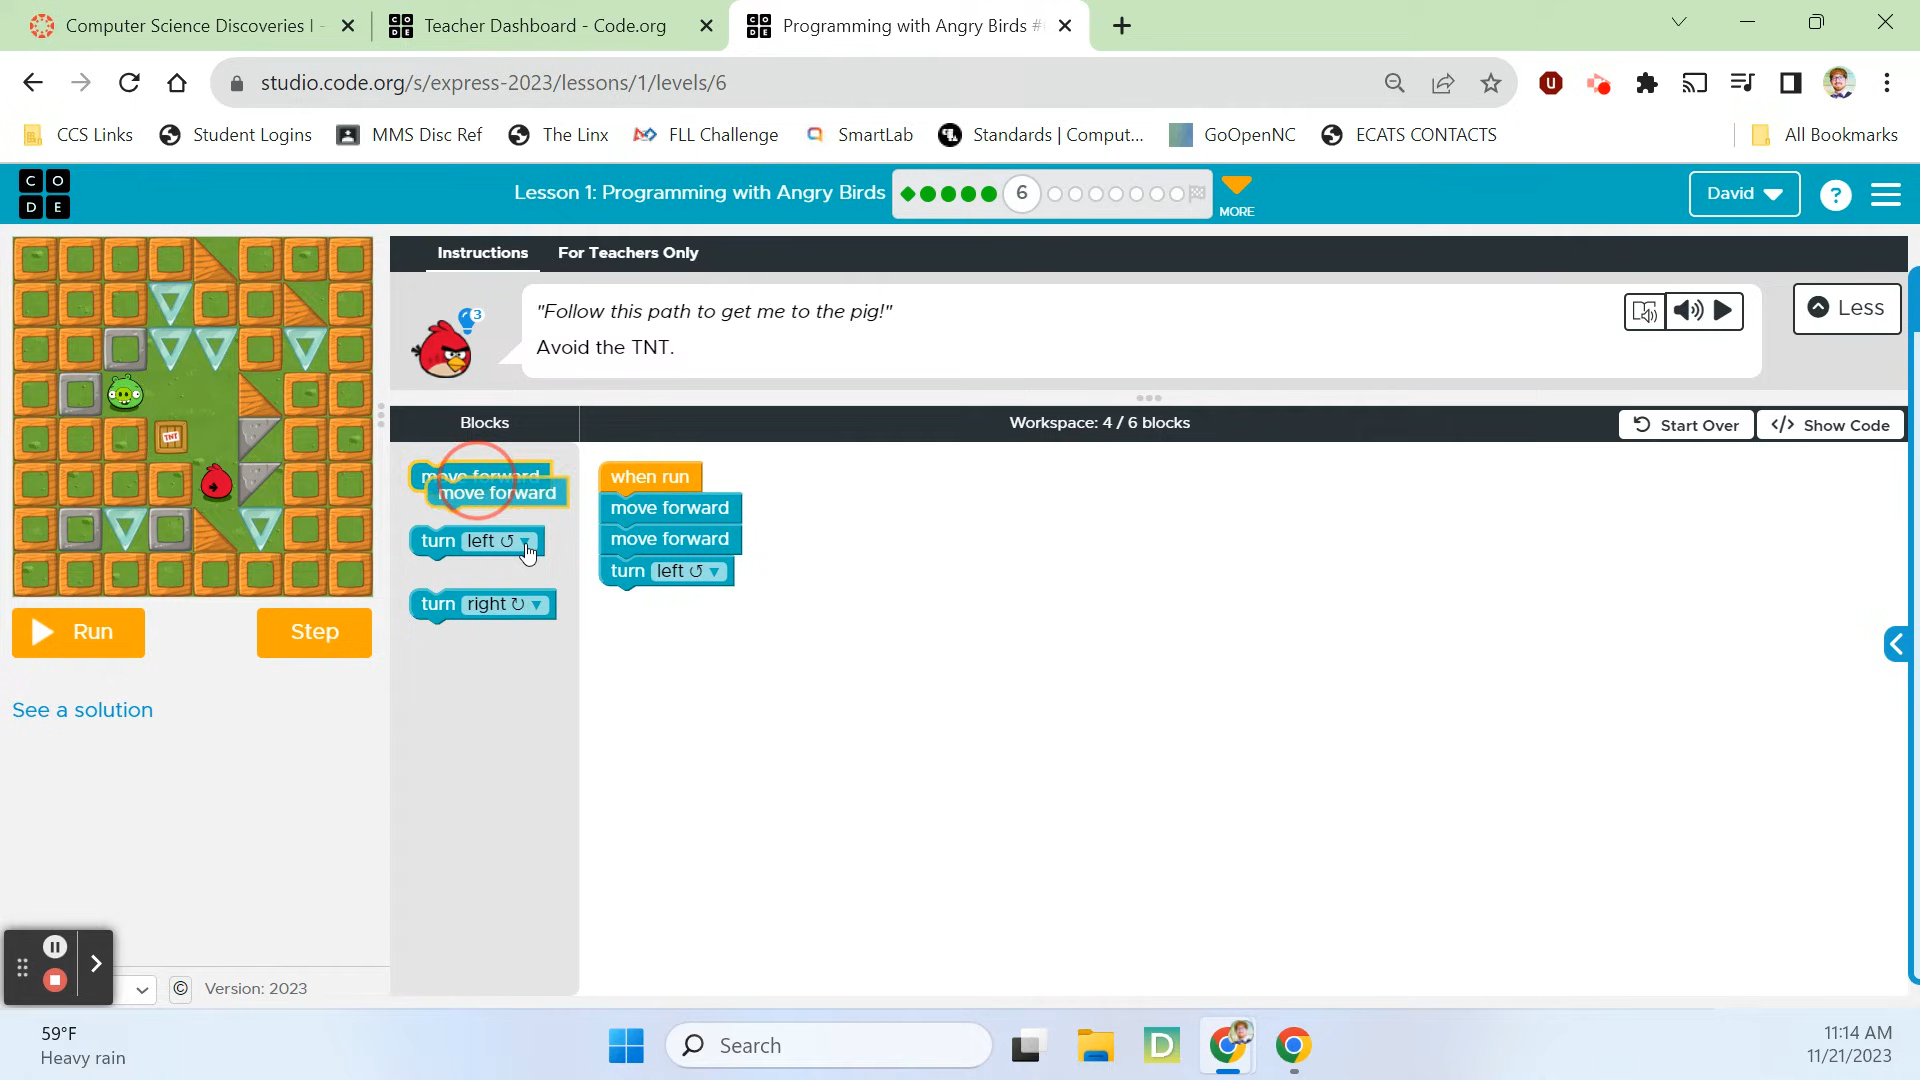 Computer Science Discoveries I -
Teacher Dashboard - Code.org
Programming with Angry Birds #
studio.code.org/s/express-2023/lessons/1/levels/6
CCS Links
Student Logins
MMS Disc Ref
The Linx
FLL Challenge
SmartLab
Standards | Comput...
GoOpenNC
ECATS CONTACTS
All Bookmarks
C O
D E
Lesson 1: Programming with Angry Birds
6
MORE
David
?
Instructions
For Teachers Only
3
"Follow this path to get me to the pig!"
Avoid the TNT.
Less
Blocks
Workspace: 4 / 6 blocks
Start Over
</> Show Code
TNT
move forward
move forward
turn left ↺
turn right ↻
when run
move forward
move forward
turn left ↺
Run
Step
See a solution
© Version: 2023
59°F
Heavy rain
Search
D
11:14 AM
11/21/2023